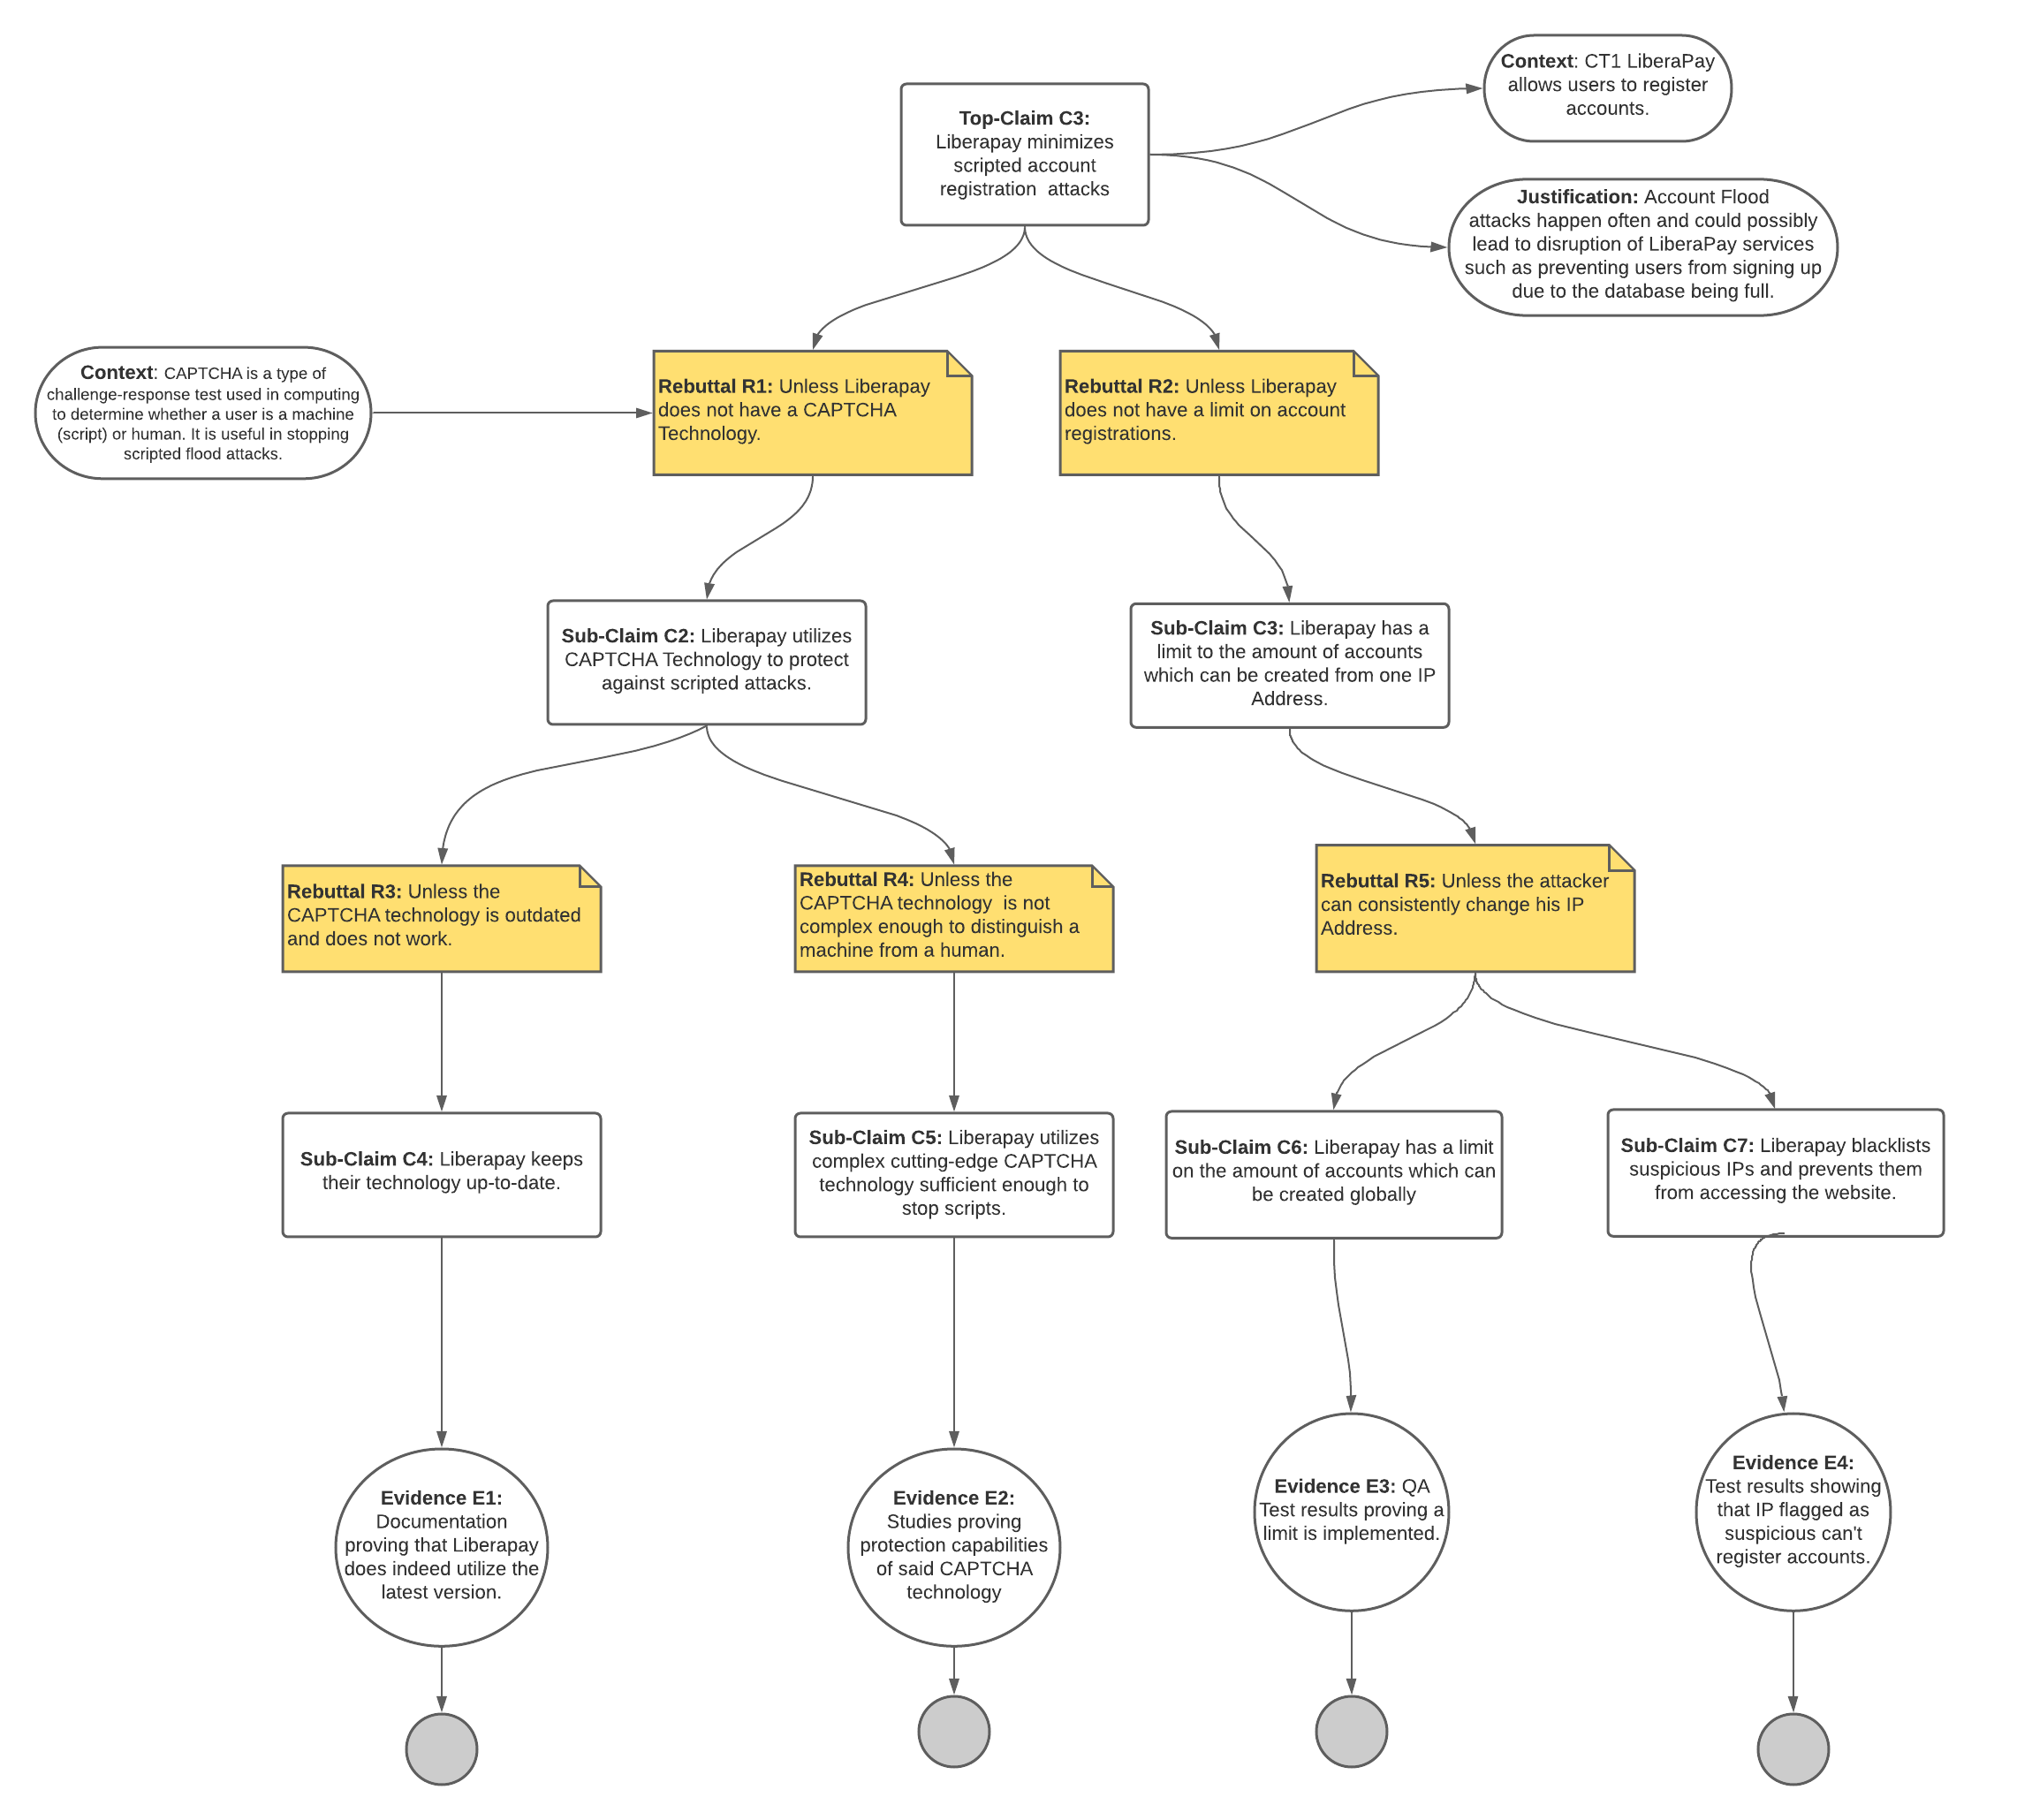 Context: CT1 LiberaPay
allows users to register
accounts.
Top-Claim C3:
Liberapay minimizes
scripted account
registration  attacks
Justification: Account Flood
attacks happen often and could possibly
lead to disruption of LiberaPay services
such as preventing users from signing up
due to the database being full.
Context: CAPTCHA is a type of
challenge-response test used in computing
to determine whether a user is a machine
(script) or human. It is useful in stopping
scripted flood attacks.
Rebuttal R1: Unless Liberapay
does not have a CAPTCHA
Technology.
Rebuttal R2: Unless Liberapay
does not have a limit on account
registrations.
Sub-Claim C2: Liberapay utilizes
CAPTCHA Technology to protect
against scripted attacks.
Sub-Claim C3: Liberapay has a
limit to the amount of accounts
which can be created from one IP
Address.
Rebuttal R3: Unless the
CAPTCHA technology is outdated
and does not work.
Rebuttal R4: Unless the
CAPTCHA technology  is not
complex enough to distinguish a
machine from a human.
Rebuttal R5: Unless the attacker
can consistently change his IP
Address.
Sub-Claim C4: Liberapay keeps
their technology up-to-date.
Sub-Claim C5: Liberapay utilizes
complex cutting-edge CAPTCHA
technology sufficient enough to
stop scripts.
Sub-Claim C6: Liberapay has a limit
on the amount of accounts which can
be created globally
Sub-Claim C7: Liberapay blacklists
suspicious IPs and prevents them
from accessing the website.
Evidence E1:
Documentation
proving that Liberapay
does indeed utilize the
latest version.
Evidence E2:
Studies proving
protection capabilities
of said CAPTCHA
technology
Evidence E3: QA
Test results proving a
limit is implemented.
Evidence E4:
Test results showing
that IP flagged as
suspicious can't
register accounts.